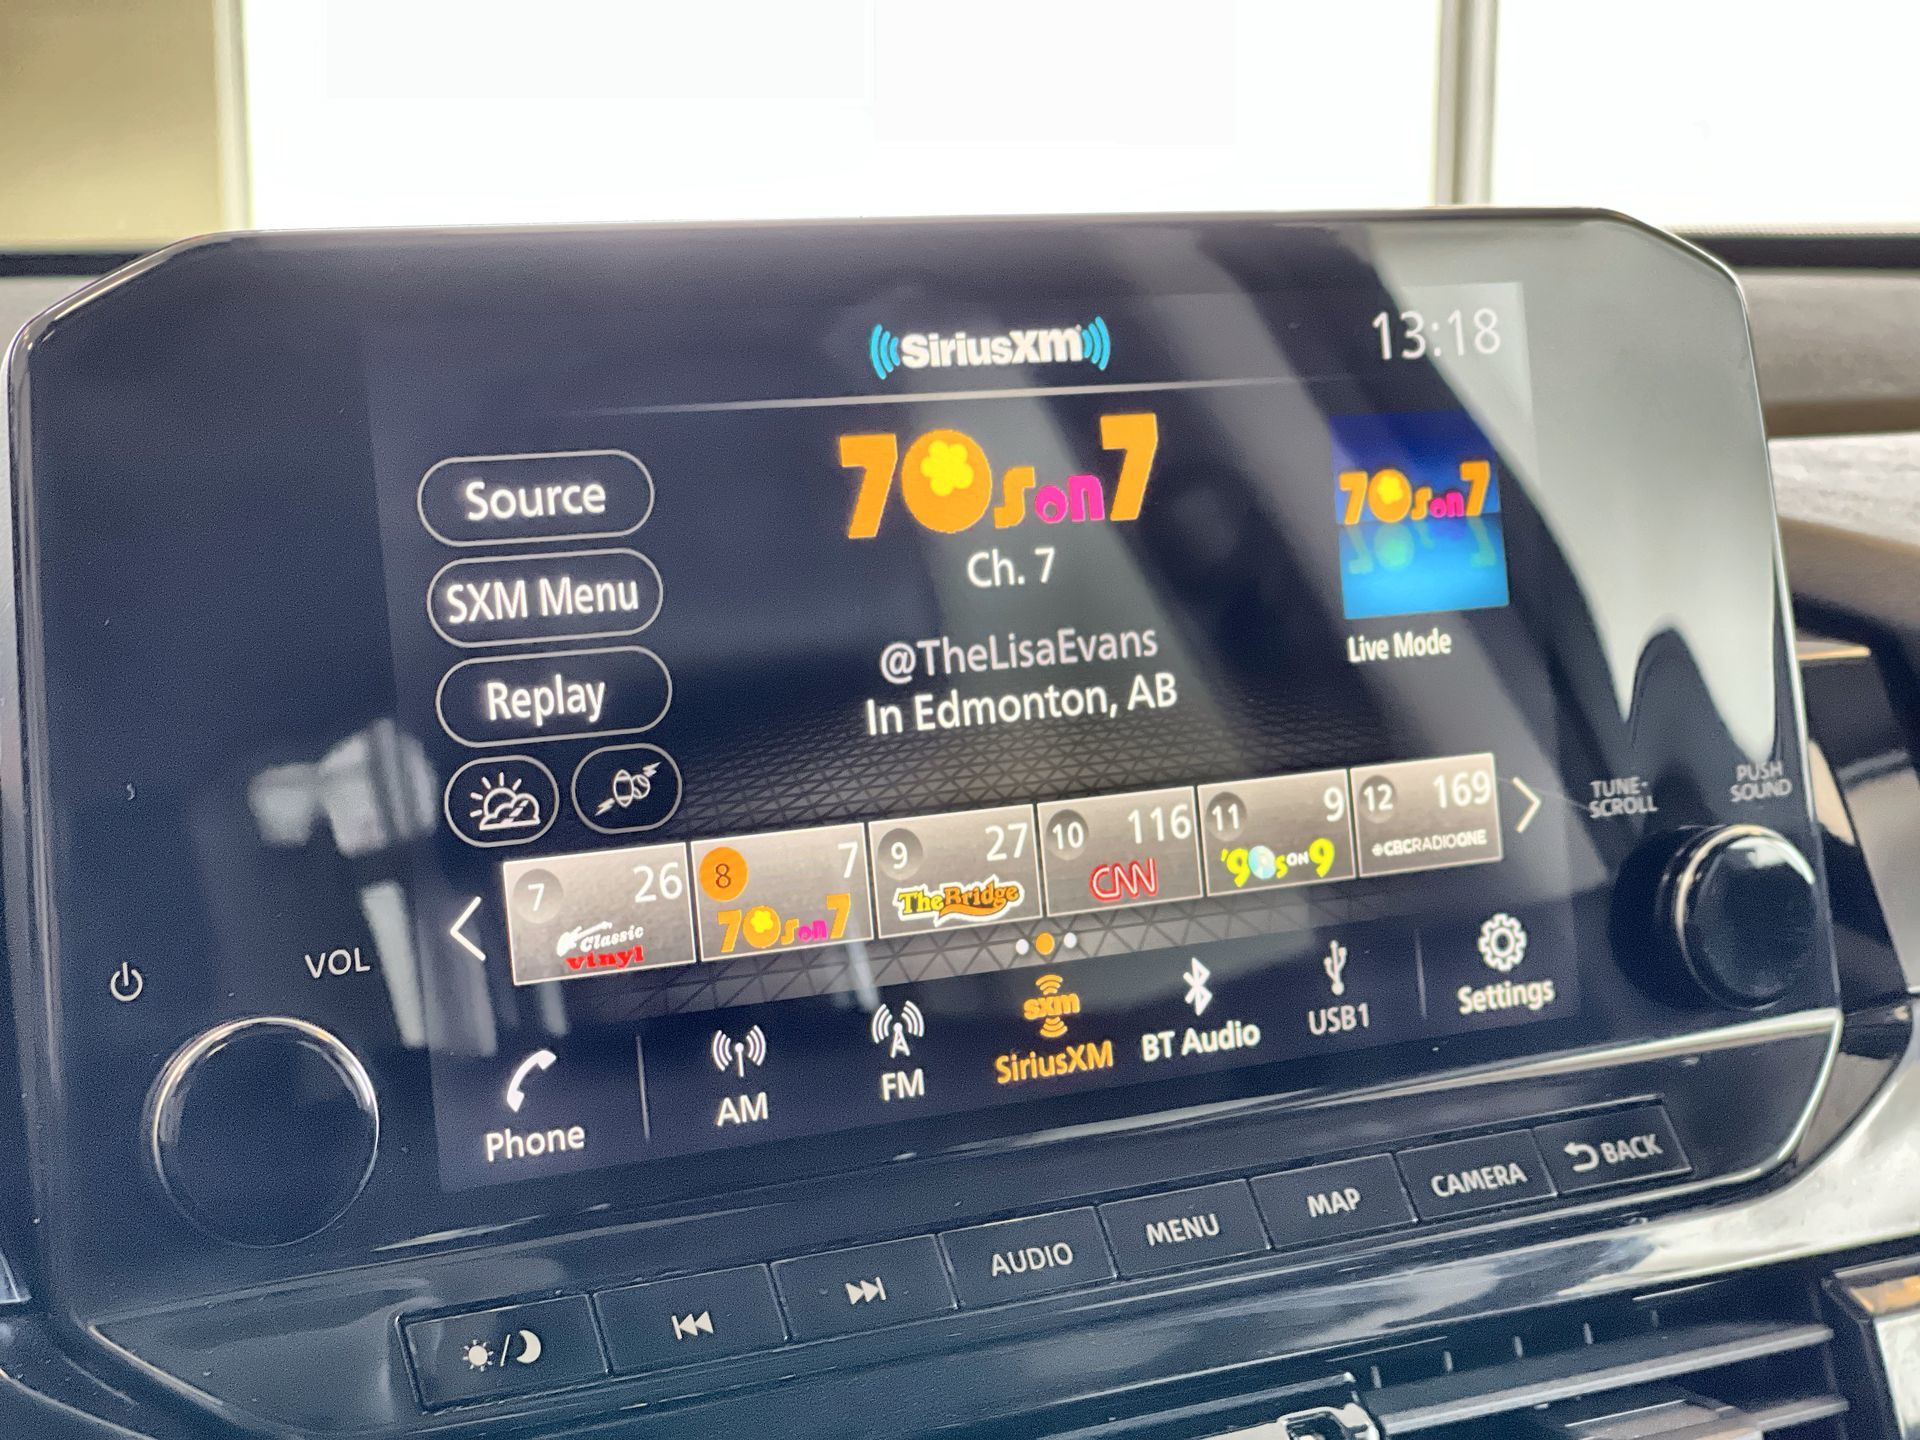 SiriusXM
13:18
Source
SXM Menu
Replay
70s on 7
Ch. 7
@TheLisaEvans
In Edmonton, AB
70s on 7
Live Mode
7 26
Classic
vinyl
8 7
70s on 7
9 27
The Bridge
10 116
CNN
11 9
'90s ON 9
12 169
CBCRADIOONE
TUNE-
SCROLL
PUSH
SOUND
VOL
Phone
AM
FM
sxm
SiriusXM
BT Audio
USB1
Settings
AUDIO
MENU
MAP
CAMERA
BACK